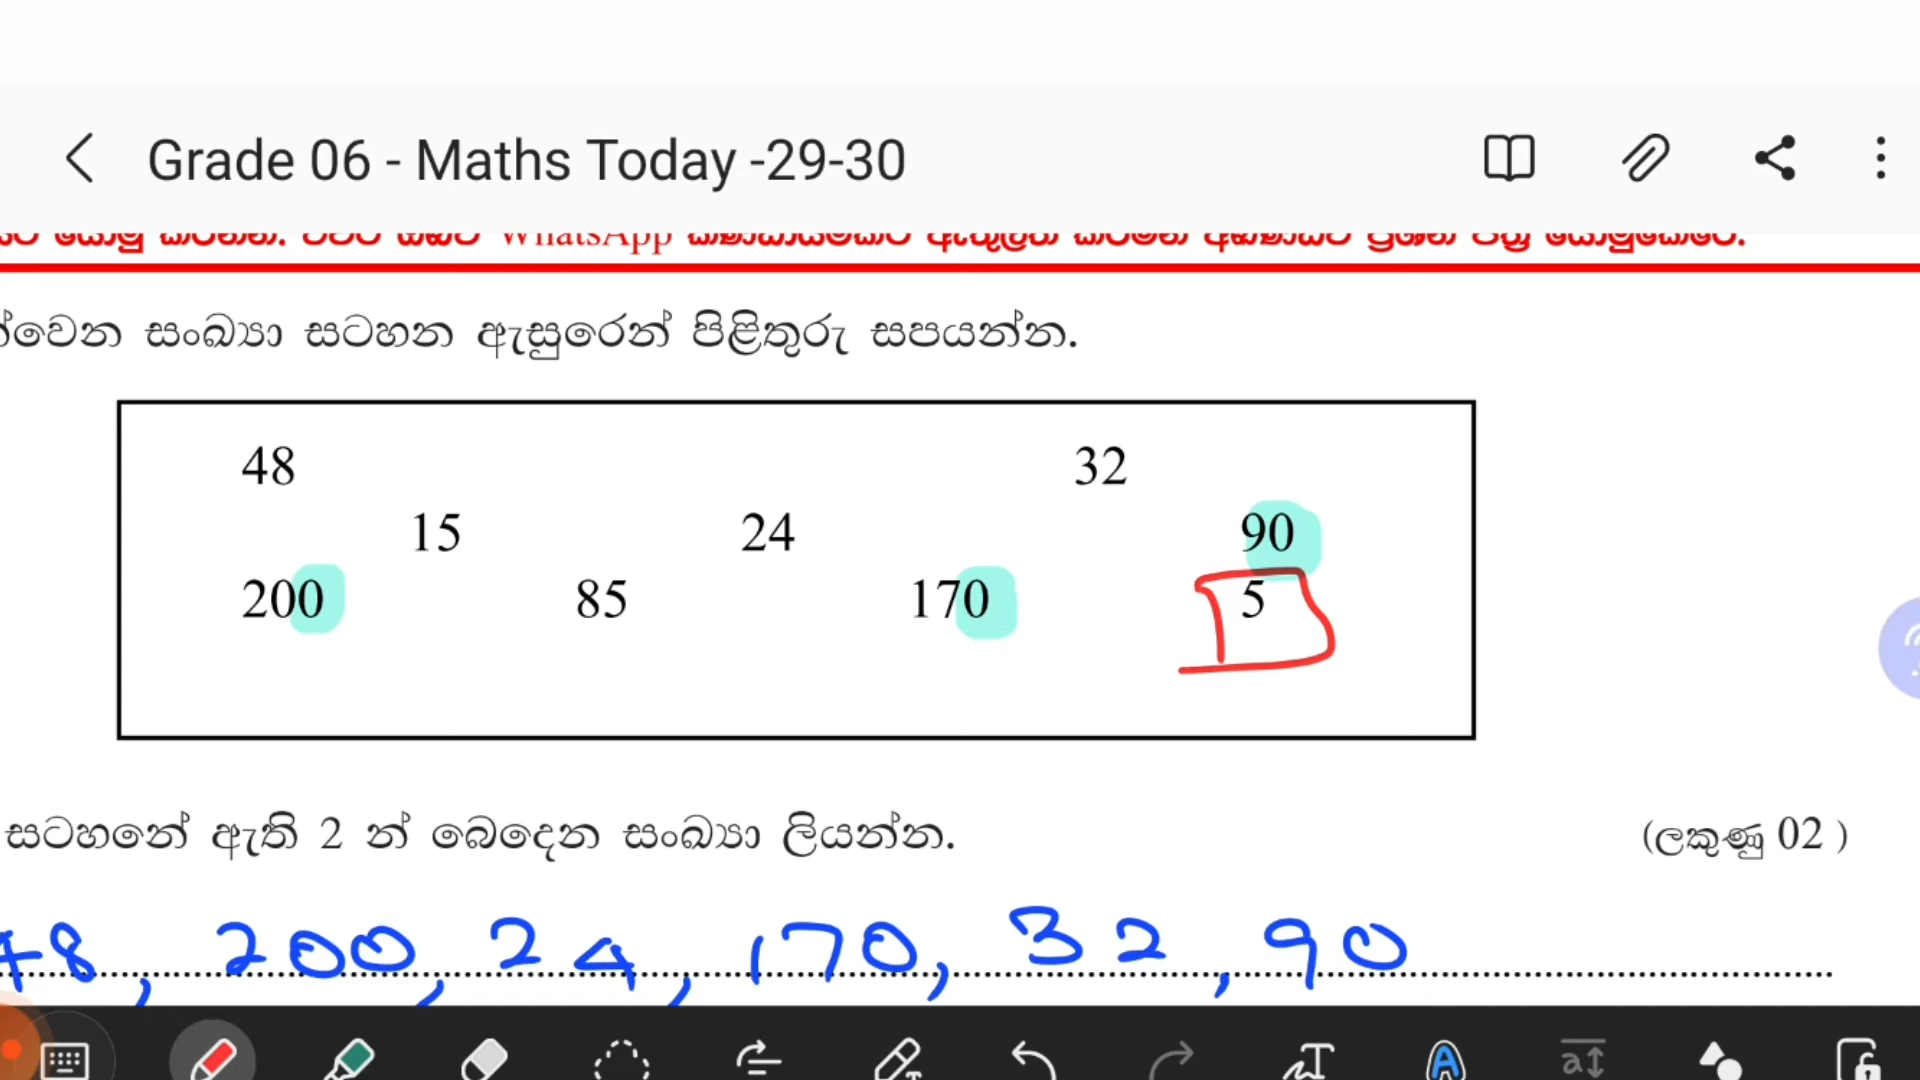 Grade 06 - Maths Today -29-30
WhatsApp
සංඛ්‍යා සටහන ඇසුරෙන් පිළිතුරු සපයන්න.
48 32
15 24 90
200 85 170 5
සටහනේ ඇති 2 න් බෙදෙන සංඛ්‍යා ලියන්න. (ලකුණු 02 )
48, 200, 24, 170, 32, 90